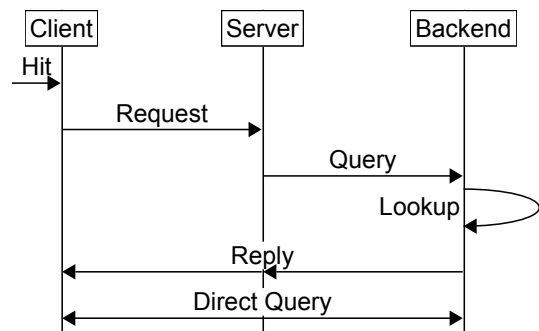 Client Server Backend
Hit
Request
Query
Lookup
Reply
Direct Query